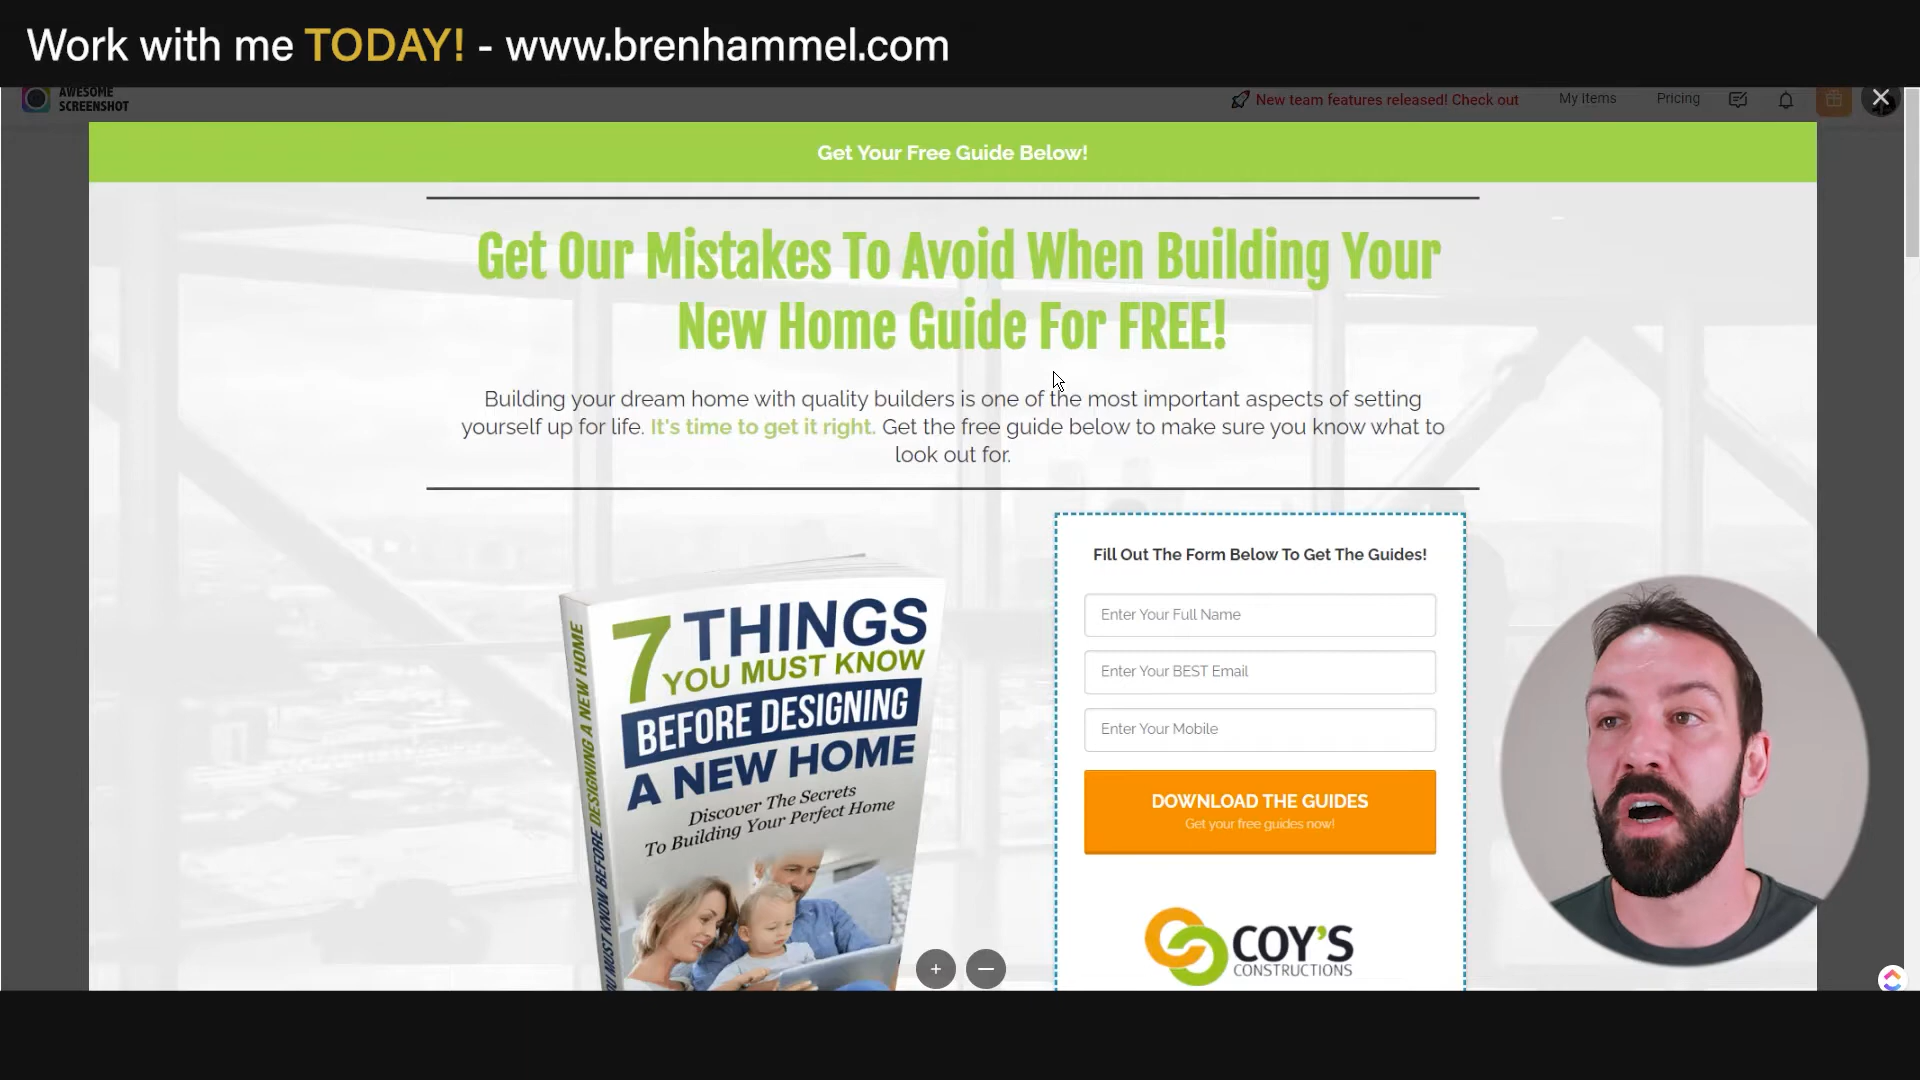 Work with me TODAY! - www.brenhammel.com
AWESOME
SCREENSHOT
New team features released! Check out
My Items
Pricing
Get Your Free Guide Below!
Get Our Mistakes To Avoid When Building Your
New Home Guide For FREE!
Building your dream home with quality builders is one of the most important aspects of setting
yourself up for life. It's time to get it right. Get the free guide below to make sure you know what to
look out for.
7 THINGS
YOU MUST KNOW
BEFORE DESIGNING
A NEW HOME
Discover The Secrets
To Building Your Perfect Home
YOU MUST KNOW BEFORE DESIGNING A NEW HOME
Fill Out The Form Below To Get The Guides!
Enter Your Full Name
Enter Your BEST Email
Enter Your Mobile
DOWNLOAD THE GUIDES
Get your free guides now!
COY'S
CONSTRUCTIONS